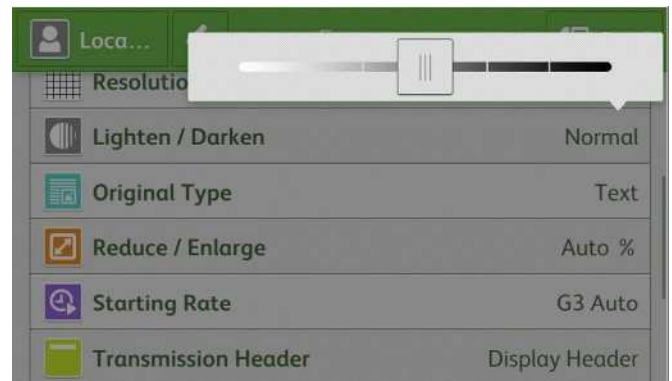 Loca...
Resolutio
Lighten / Darken Normal
Original Type Text
Reduce / Enlarge Auto %
Starting Rate G3 Auto
Transmission Header Display Header